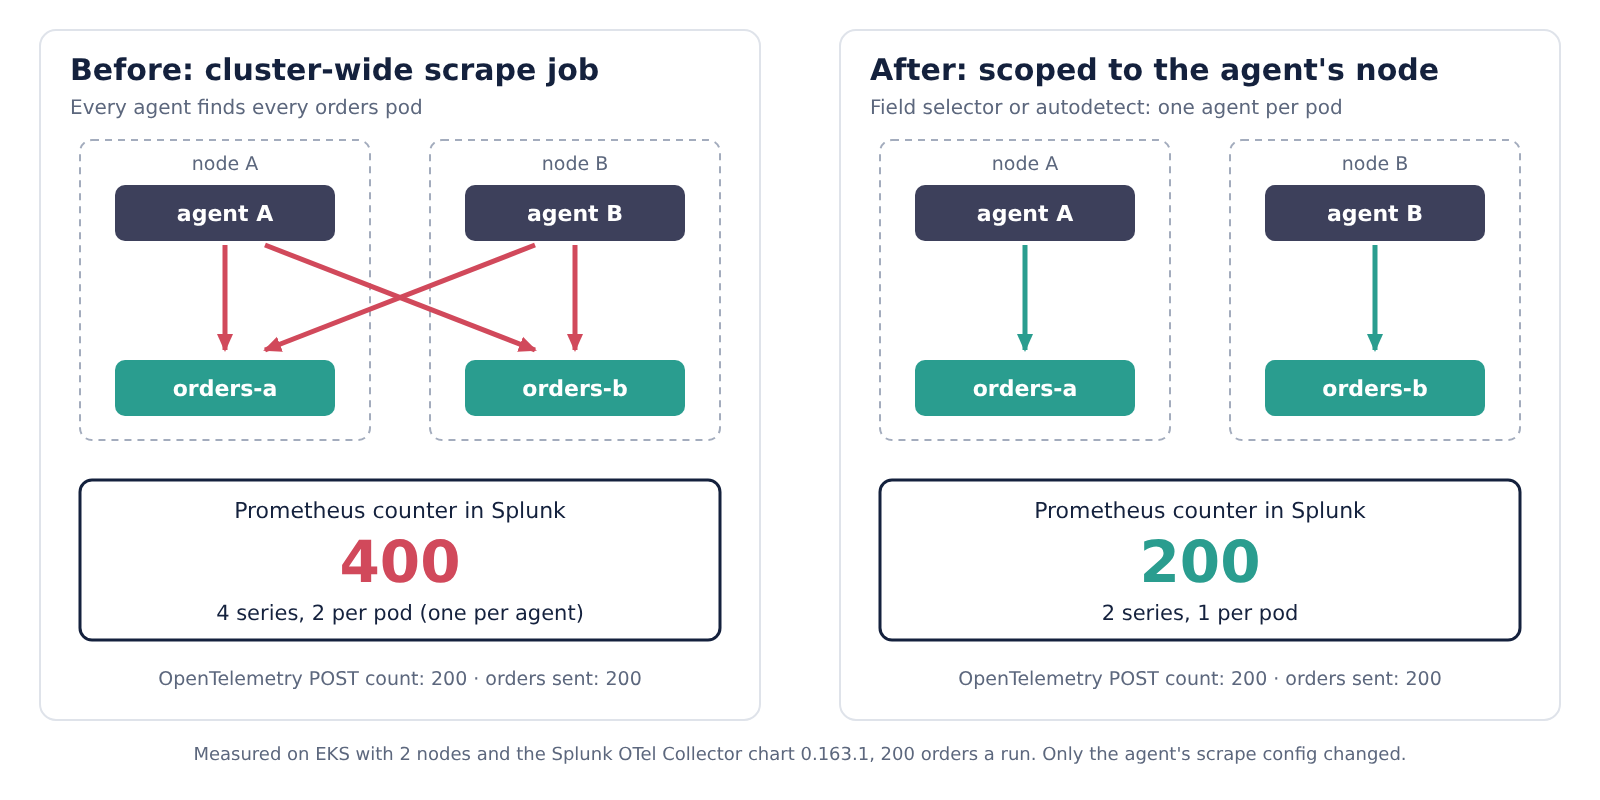 Before: cluster-wide scrape job
Every agent finds every orders pod
node A
node B
agent A
agent B
orders-a
orders-b
Prometheus counter in Splunk
400
4 series, 2 per pod (one per agent)
OpenTelemetry POST count: 200 · orders sent: 200
After: scoped to the agent's node
Field selector or autodetect: one agent per pod
node A
node B
agent A
agent B
orders-a
orders-b
Prometheus counter in Splunk
200
2 series, 1 per pod
OpenTelemetry POST count: 200 · orders sent: 200
Measured on EKS with 2 nodes and the Splunk OTel Collector chart 0.163.1, 200 orders a run. Only the agent's scrape config changed.